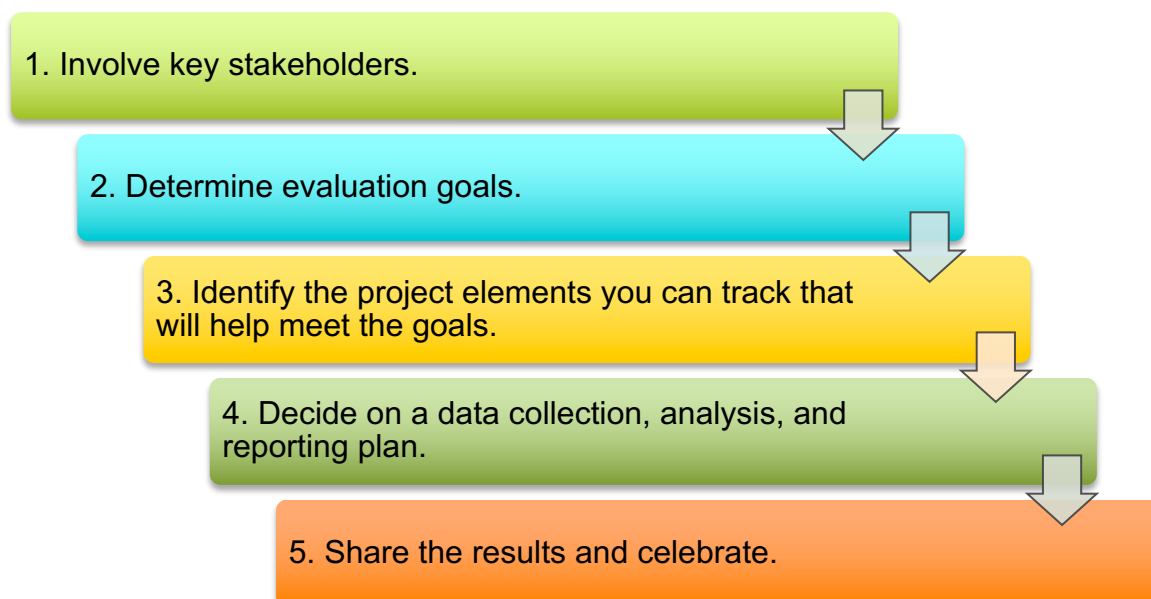 1. Involve key stakeholders.
2. Determine evaluation goals.
3. Identify the project elements you can track that
will help meet the goals.
4. Decide on a data collection, analysis, and
reporting plan.
5. Share the results and celebrate.